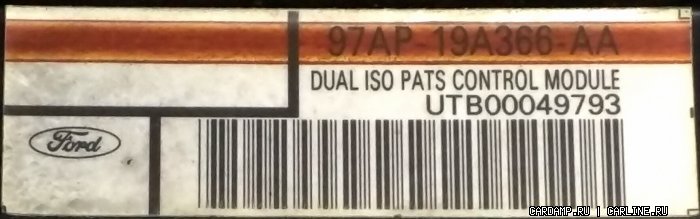 97AP-19A366-AA
DUAL ISO PATS CONTROL MODULE
UTB00049793
Ford
CARDAMP.RU | CARLINE.RU